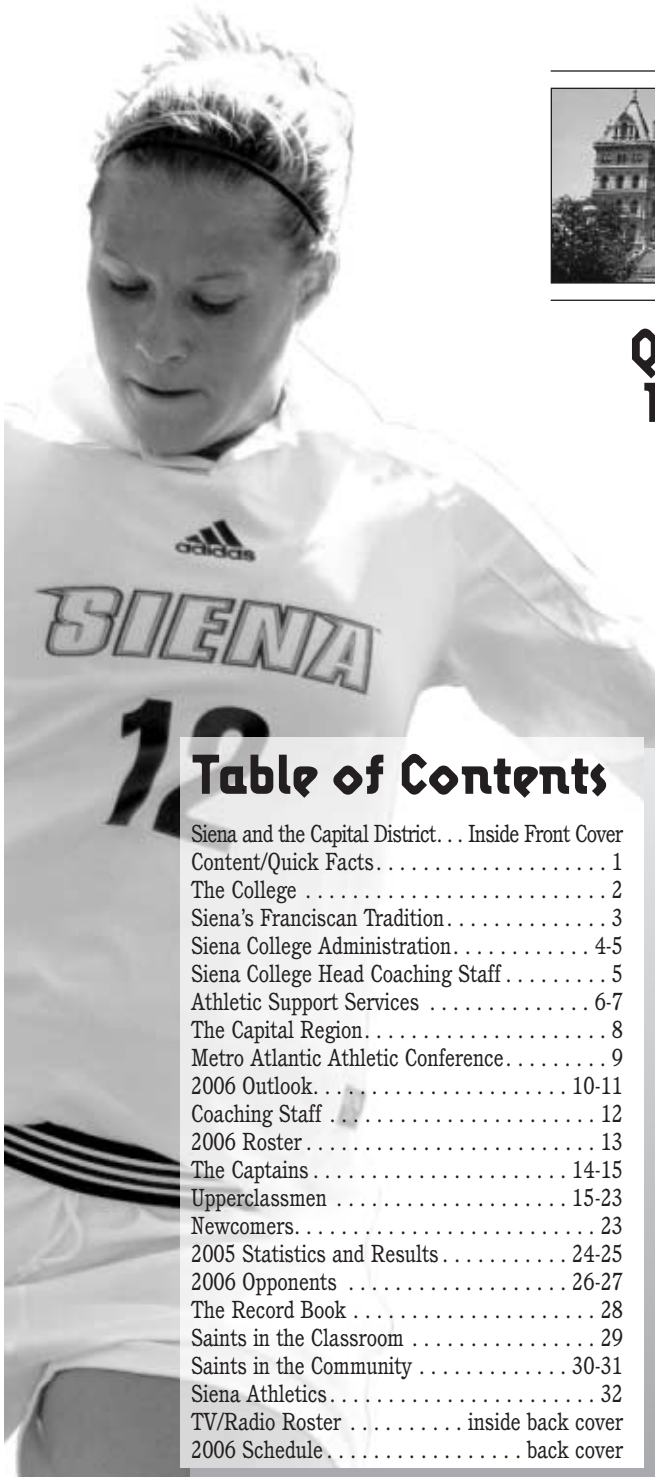 adidas
SIENA
12
Q
Table of Contents
Siena and the Capital District. . . Inside Front Cover
Content/Quick Facts. . . . . . . . . . . . . . . . . . . . . 1
The College . . . . . . . . . . . . . . . . . . . . . . . . . . 2
Siena's Franciscan Tradition. . . . . . . . . . . . . . 3
Siena College Administration. . . . . . . . . . . . 4-5
Siena College Head Coaching Staff . . . . . . . . . 5
Athletic Support Services . . . . . . . . . . . . . . 6-7
The Capital Region. . . . . . . . . . . . . . . . . . . . . 8
Metro Atlantic Athletic Conference. . . . . . . . . 9
2006 Outlook. . . . . . . . . . . . . . . . . . . . . . 10-11
Coaching Staff . . . . . . . . . . . . . . . . . . . . . . . 12
2006 Roster . . . . . . . . . . . . . . . . . . . . . . . . . 13
The Captains . . . . . . . . . . . . . . . . . . . . . . 14-15
Upperclassmen . . . . . . . . . . . . . . . . . . . . 15-23
Newcomers. . . . . . . . . . . . . . . . . . . . . . . . . . 23
2005 Statistics and Results . . . . . . . . . . . 24-25
2006 Opponents . . . . . . . . . . . . . . . . . . . 26-27
The Record Book . . . . . . . . . . . . . . . . . . . . . 28
Saints in the Classroom . . . . . . . . . . . . . . . . 29
Saints in the Community . . . . . . . . . . . . . 30-31
Siena Athletics. . . . . . . . . . . . . . . . . . . . . . . 32
TV/Radio Roster . . . . . . . . . . inside back cover
2006 Schedule. . . . . . . . . . . . . . . . . back cover